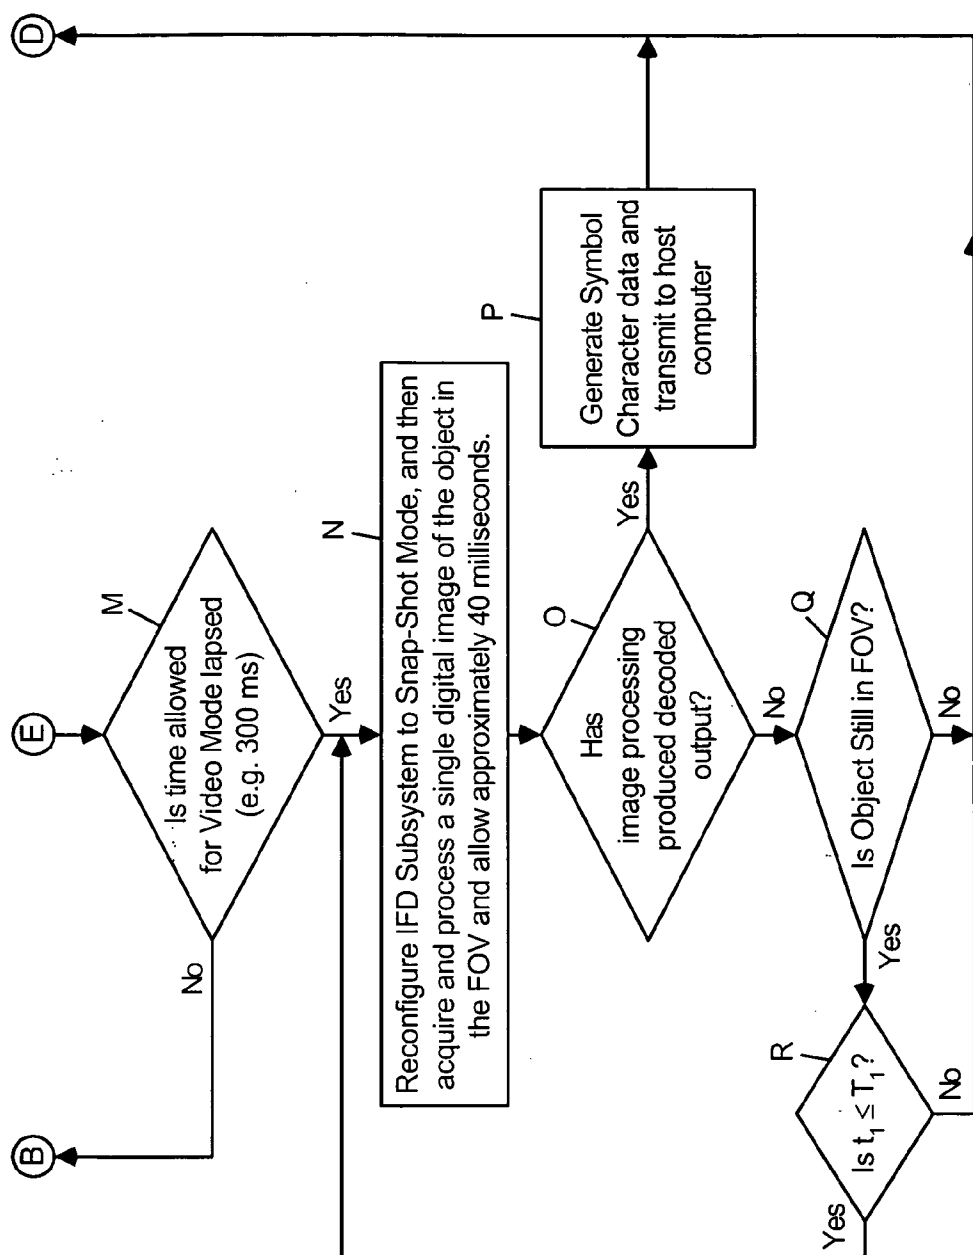 E
M
Is time allowed
for Video Mode lapsed
(e.g. 300 ms)
No
B
Yes
N
Reconfigure IFD Subsystem to Snap-Shot Mode, and then
acquire and process a single digital image of the object in
the FOV and allow approximately 40 milliseconds.
O
Has
image processing
produced decoded
output?
Yes
P
Generate Symbol
Character data and
transmit to host
computer
D
No
Q
Is Object Still in FOV?
Yes
No
R
Is t₁ ≤ T₁?
Yes
No